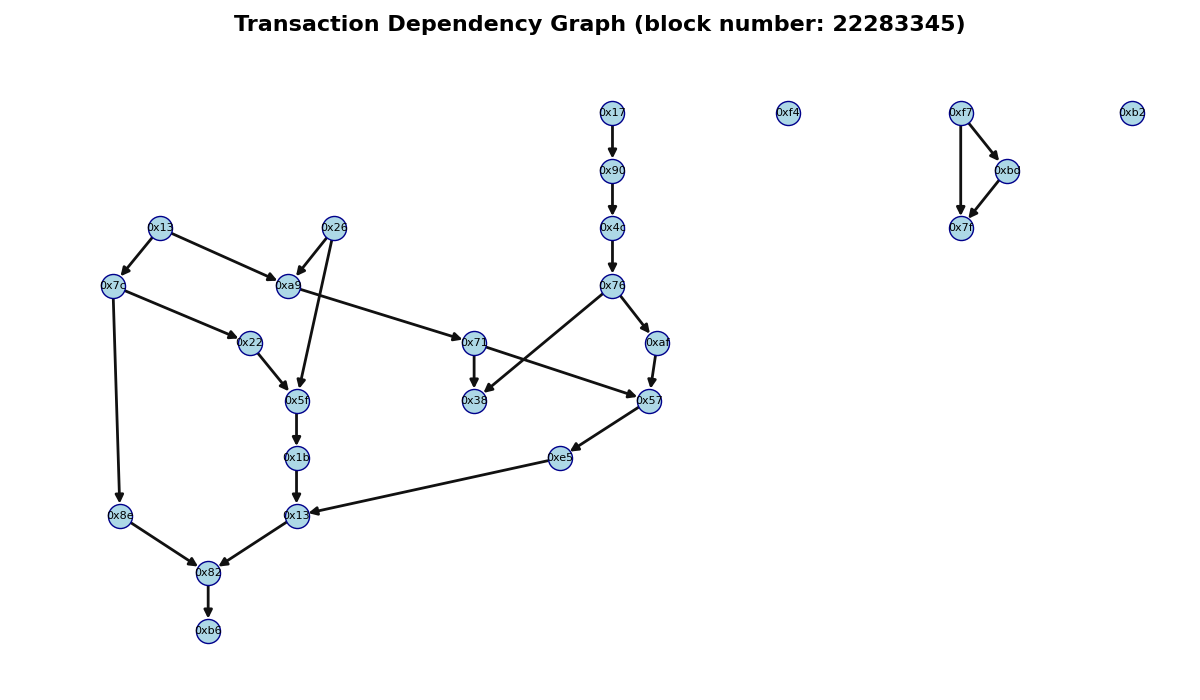 Transaction Dependency Graph (block number: 22283345)
0x17
0xf4
0xf7
0xb2
0x90
0xbd
0x13
0x26
0x4c
0x7f
0x7c
0xa9
0x76
0x22
0x71
0xaf
0x5f
0x38
0x57
0x1b
0xe5
0x8e
0x13
0x82
0xb6